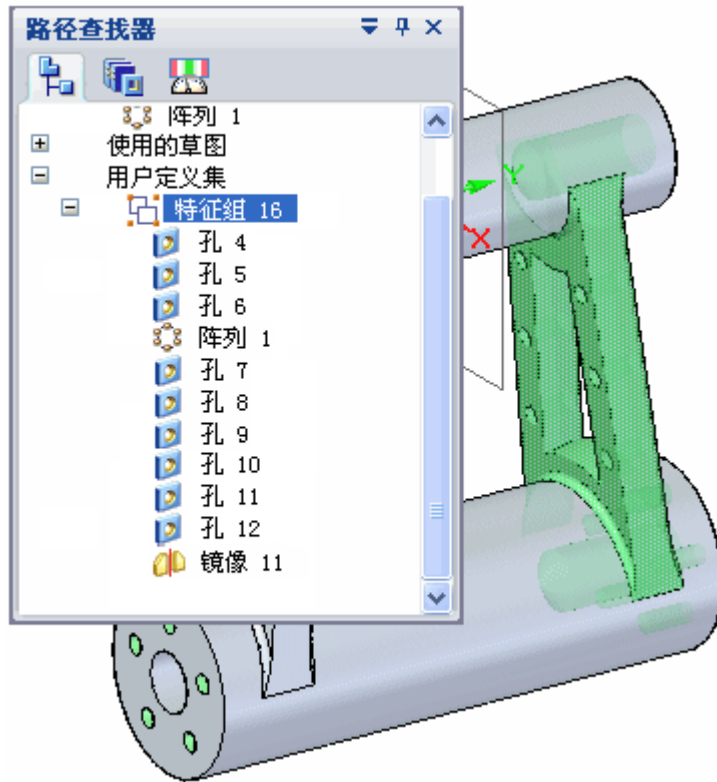 路径查找器
阵列 1
使用的草图
用户定义集
特征组 16
孔 4
孔 5
孔 6
阵列 1
孔 7
孔 8
孔 9
孔 10
孔 11
孔 12
镜像 11
Y
X